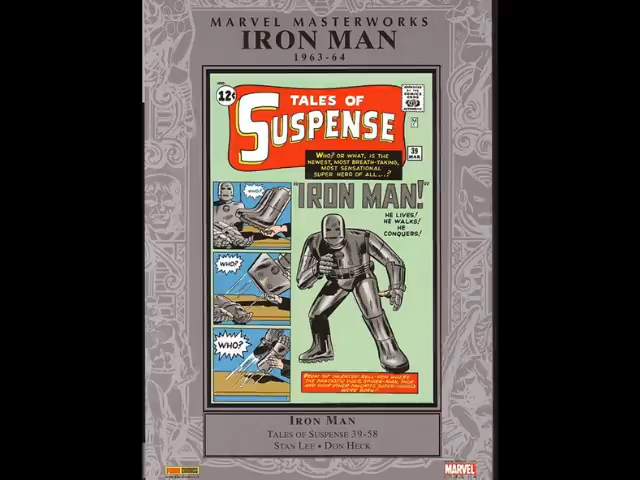 MARVEL MASTERWORKS
IRON MAN
1963-64
12¢
TALES OF
SUSPENSE
39
MAR.
WHO? OR WHAT, IS THE
NEWEST, MOST BREATH-TAKING,
MOST SENSATIONAL
SUPER HERO OF ALL...?
"IRON MAN!"
HE LIVES!
HE WALKS!
HE
CONQUERS!
WHO?
WHO?
WHO?
IRON MAN
TALES OF SUSPENSE 39-58
STAN LEE • DON HECK
PANINI COMICS
MARVEL